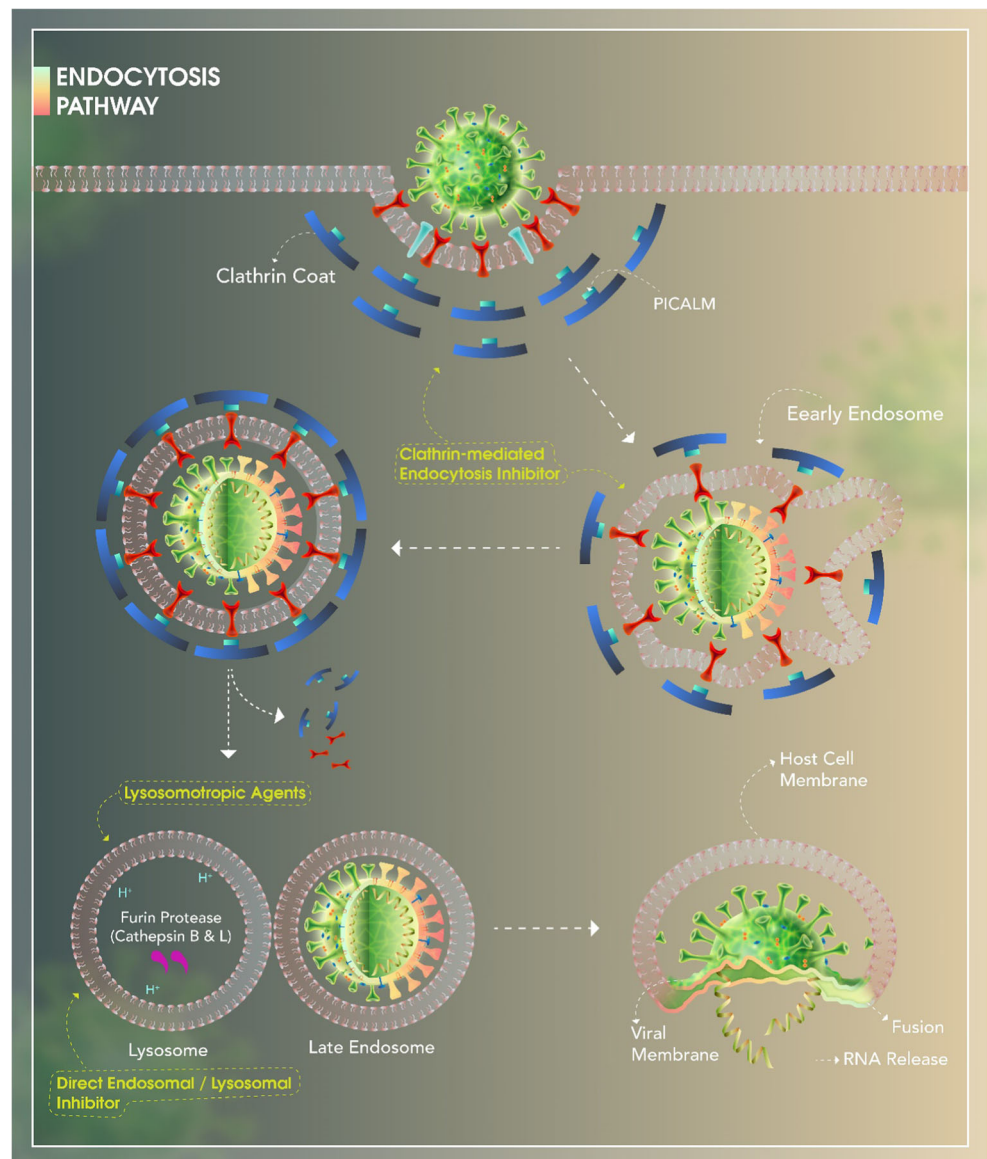 ENDOCYTOSIS
PATHWAY
Clathrin Coat
PICALM
Eearly Endosome
Clathrin-mediated
Endocytosis Inhibitor
Host Cell
Membrane
Lysosomotropic Agents
H⁺
H⁺
Furin Protease
(Cathepsin B & L)
H⁺
Lysosome
Late Endosome
Viral
Membrane
Fusion
RNA Release
Direct Endosomal / Lysosomal
Inhibitor